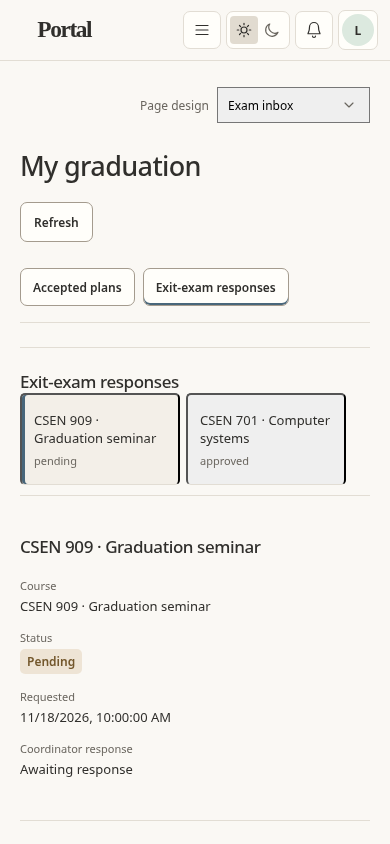 Portal
L
Page design
Exam inbox
My graduation
Refresh
Accepted plans
Exit-exam responses
Exit-exam responses
CSEN 909 ·
Graduation seminar
pending
CSEN 701 · Computer
systems
approved
CSEN 909 · Graduation seminar
Course
CSEN 909 · Graduation seminar
Status
Pending
Requested
11/18/2026, 10:00:00 AM
Coordinator response
Awaiting response